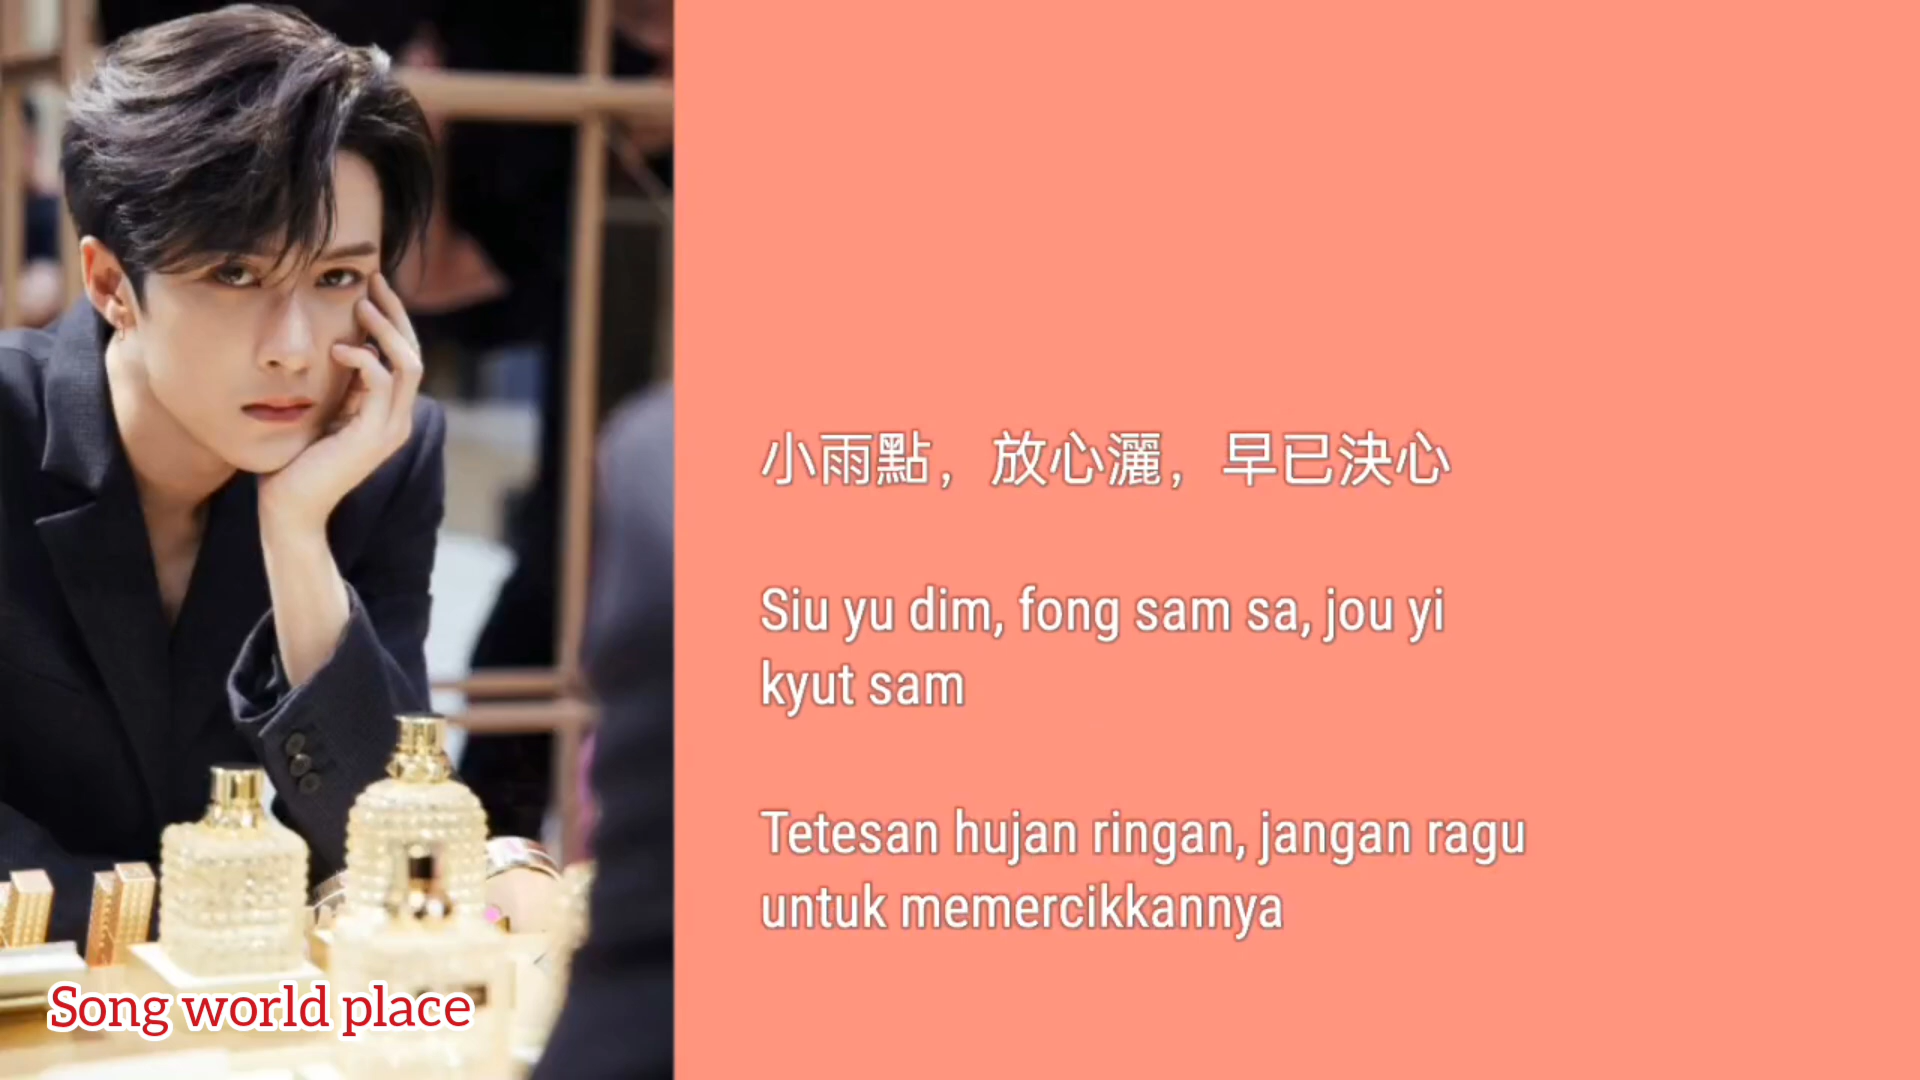 小雨點，放心灑，早已決心
Siu yu dim, fong sam sa, jou yi
kyut sam
Tetesan hujan ringan, jangan ragu
untuk memercikkannya
Song world place